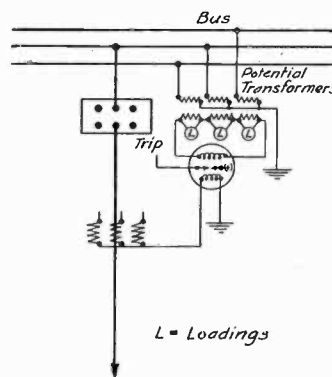 Bus
Potential
Transformers
L L L
Trip
L = Loadings